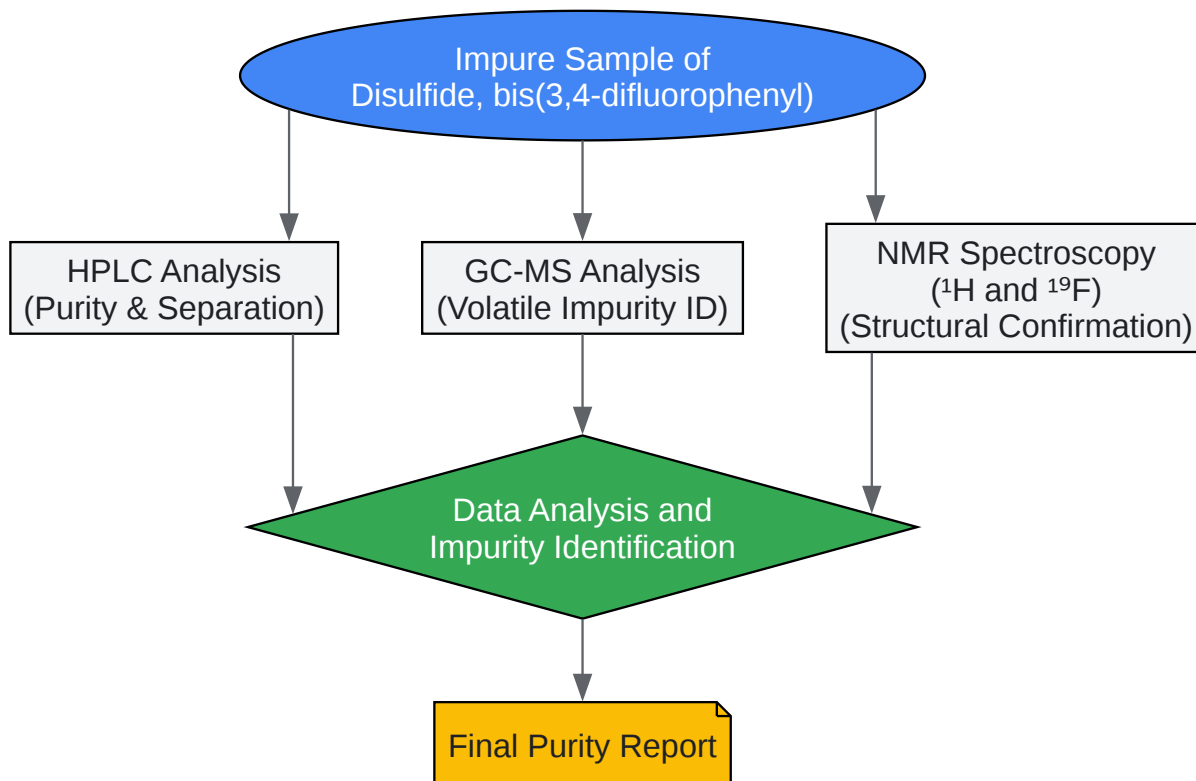 Impure Sample of
Disulfide, bis(3,4-difluorophenyl)
HPLC Analysis
(Purity & Separation)
GC-MS Analysis
(Volatile Impurity ID)
NMR Spectroscopy
(¹H and ¹⁹F)
(Structural Confirmation)
Data Analysis and
Impurity Identification
Final Purity Report